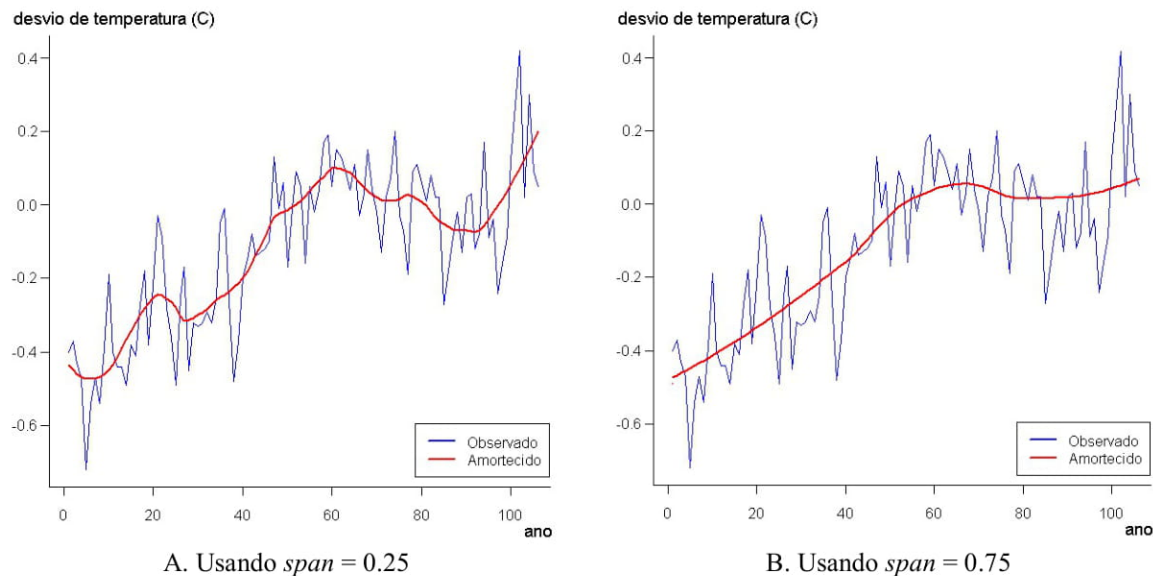 desvio de temperatura (C)
0.4
0.2
0.0
-0.2
-0.4
-0.6
Observado
Amortecido
0 20 40 60 80 100
ano
A. Usando span = 0.25
desvio de temperatura (C)
0.4
0.2
0.0
-0.2
-0.4
-0.6
Observado
Amortecido
0 20 40 60 80 100
ano
B. Usando span = 0.75